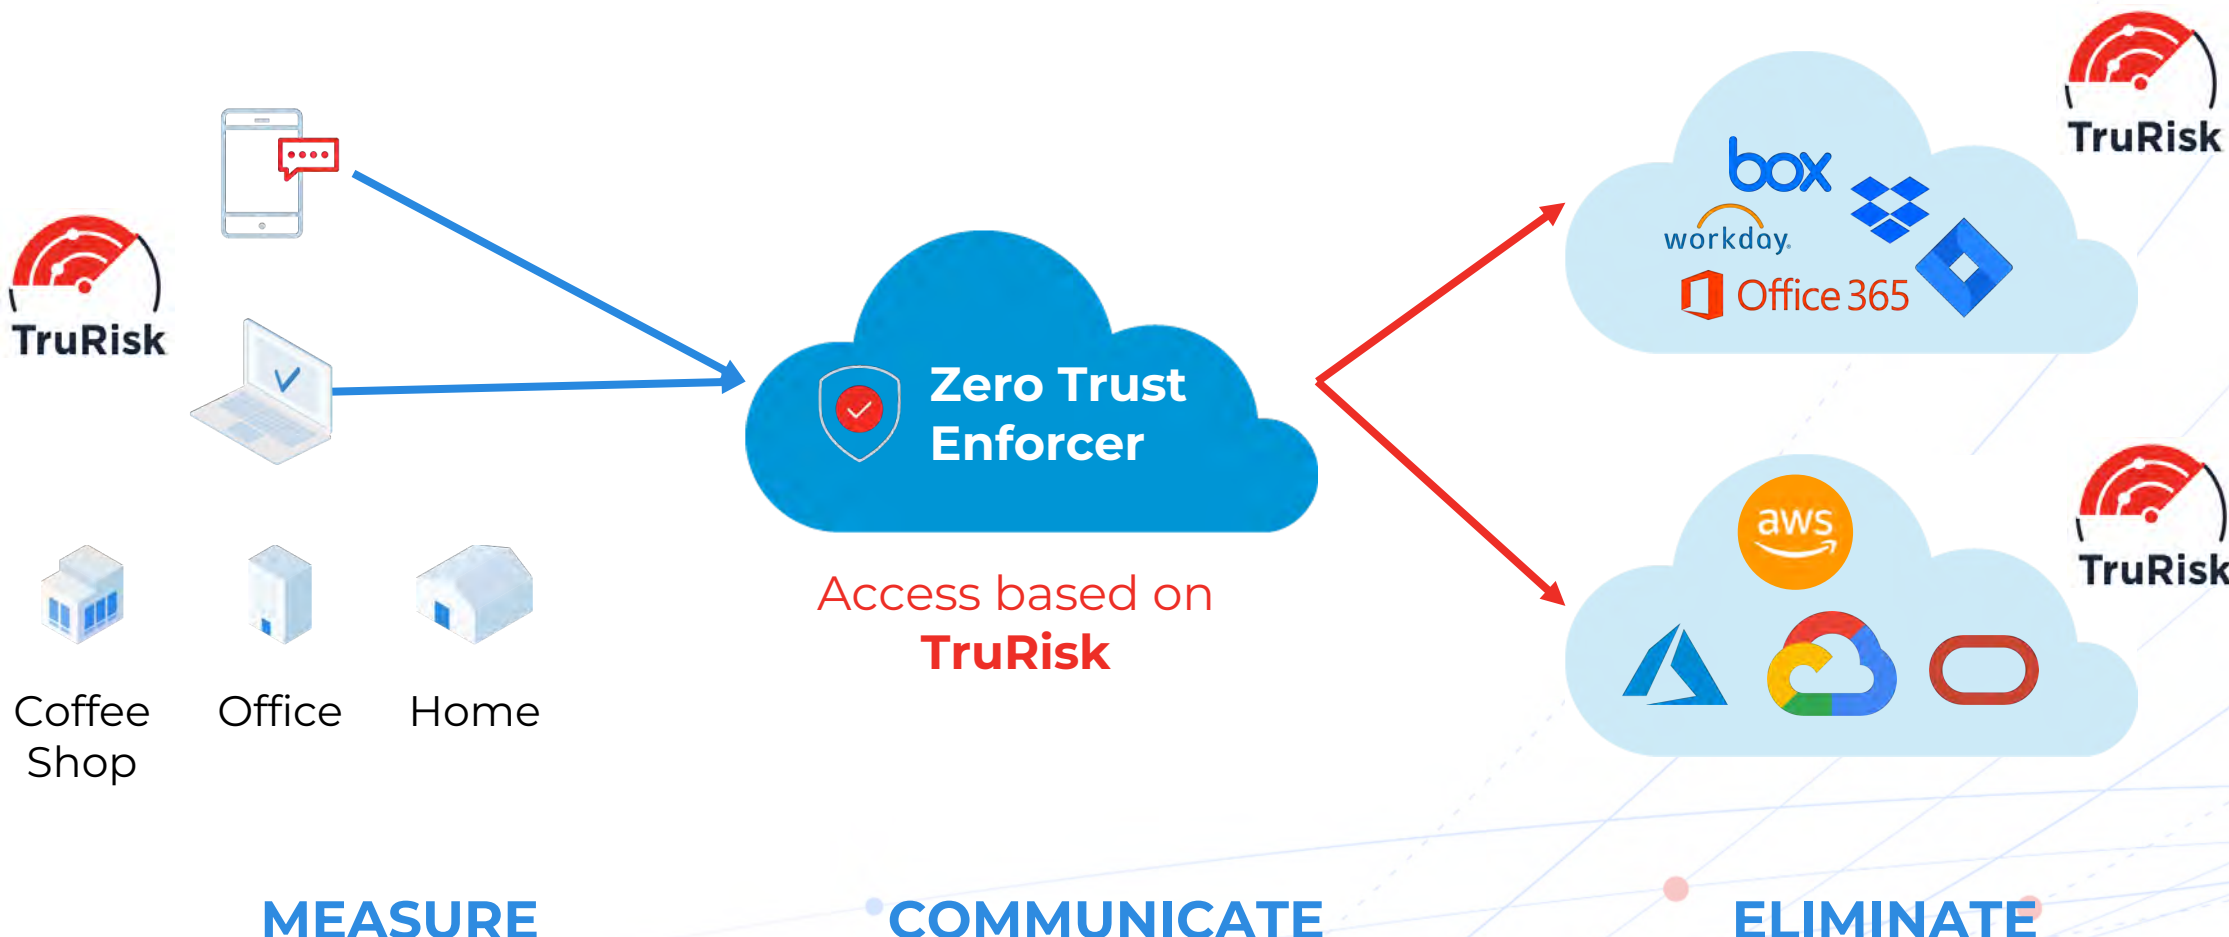 TruRisk
box
workday.
Office 365
TruRisk
Zero Trust
Enforcer
aws
TruRisk
Access based on
TruRisk
Coffee
Shop
Office
Home
MEASURE
COMMUNICATE
ELIMINATE